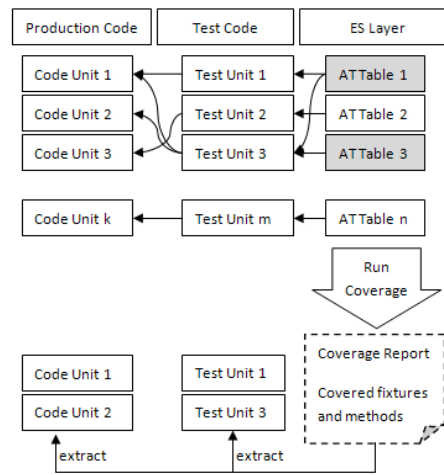 Production Code Test Code ES Layer
Code Unit 1 Test Unit 1 ATTable 1
Code Unit 2 Test Unit 2 ATTable 2
Code Unit 3 Test Unit 3 ATTable 3
Code Unit k Test Unit m ATTable n
Run
Coverage
Coverage Report
Covered fixtures
and methods
Code Unit 1 Test Unit 1
Code Unit 2 Test Unit 3
extract extract